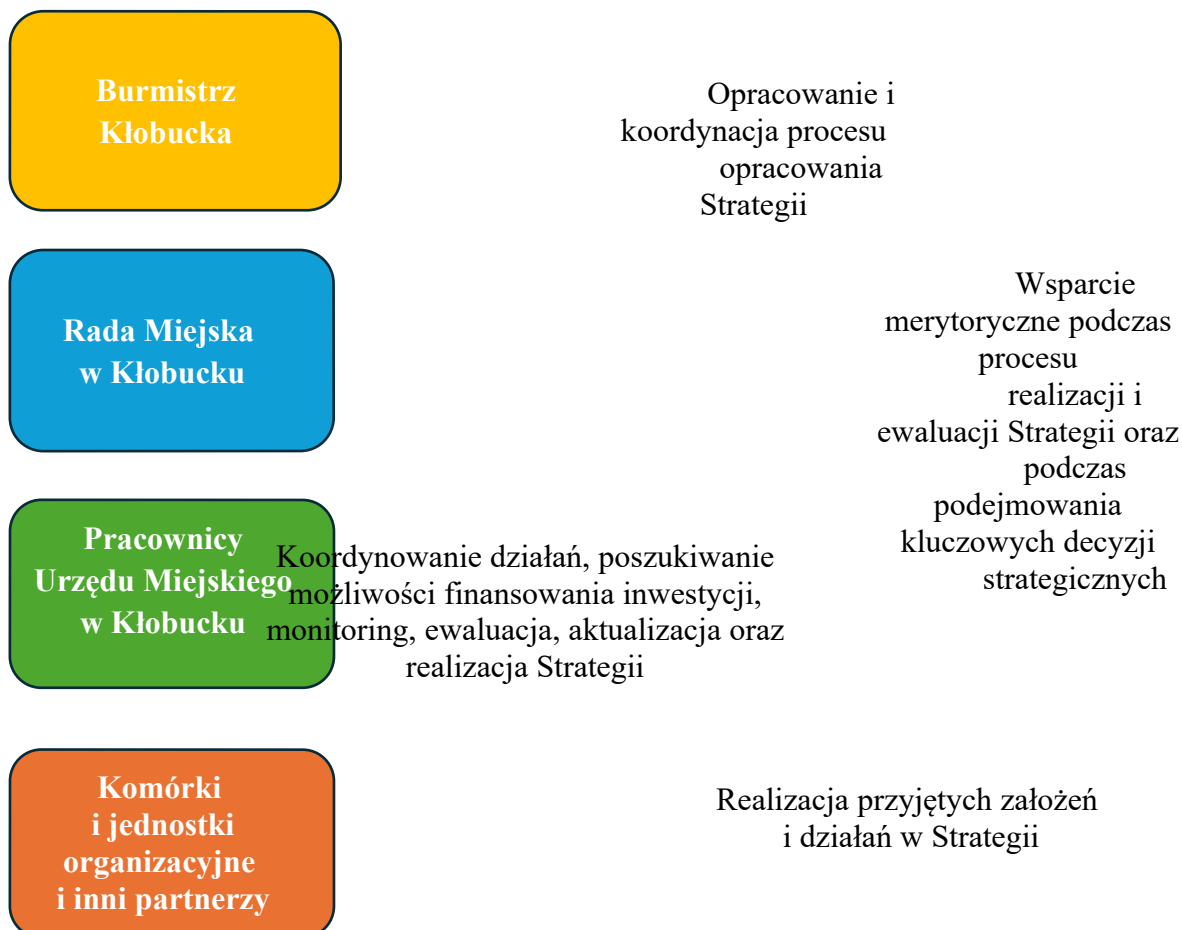 Burmistrz
Kłobucka
Opracowanie i
koordynacja procesu
opracowania
Strategii
Rada Miejska
w Kłobucku
Wsparcie
merytoryczne podczas
procesu
realizacji i
ewaluacji Strategii oraz
podczas
podejmowania
kluczowych decyzji
strategicznych
Pracownicy
Urzędu Miejskiego
w Kłobucku
Koordynowanie działań, poszukiwanie
możliwości finansowania inwestycji,
monitoring, ewaluacja, aktualizacja oraz
realizacja Strategii
Komórki
i jednostki
organizacyjne
i inni partnerzy
Realizacja przyjętych założeń
i działań w Strategii